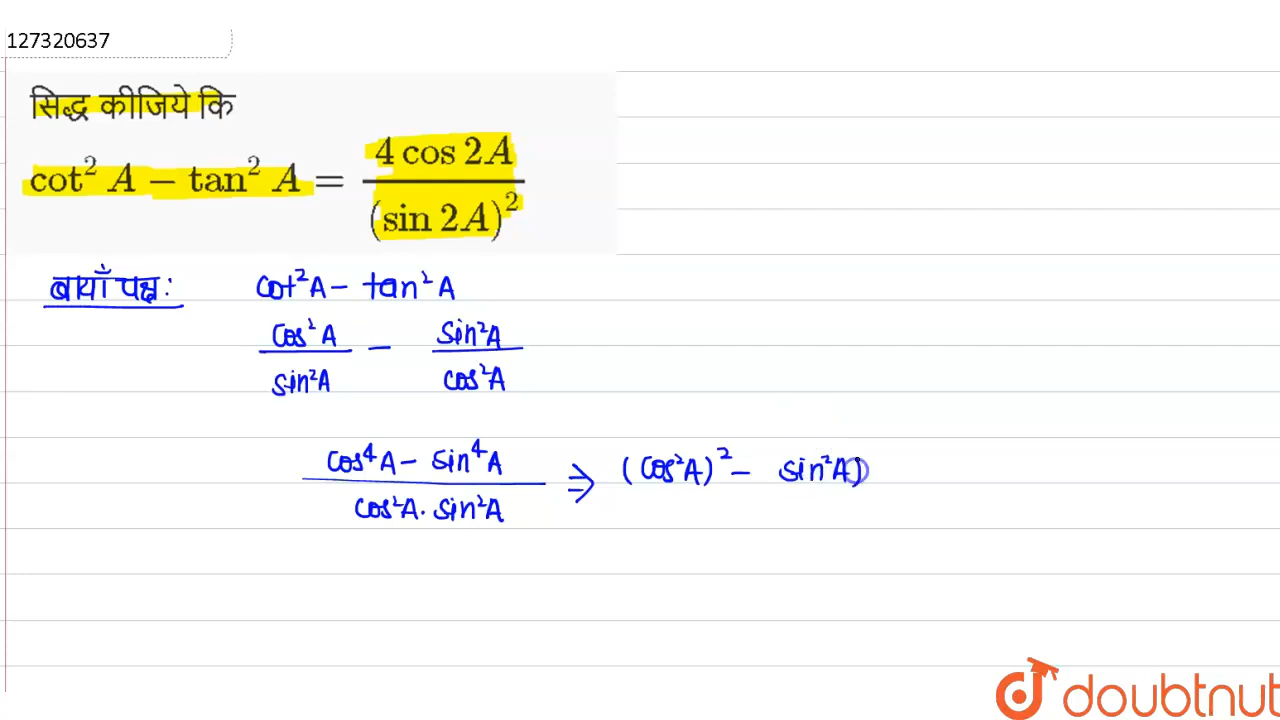 127320637
सिद्ध कीजिये कि
cot² A − tan² A = 4 cos 2A / (sin 2A)²
बायाँ पक्ष : cot²A − tan²A
cos²A / sin²A − sin²A / cos²A
cos⁴A − sin⁴A / cos²A · sin²A ⇒ (cos²A)² − sin²A)
doubtnut